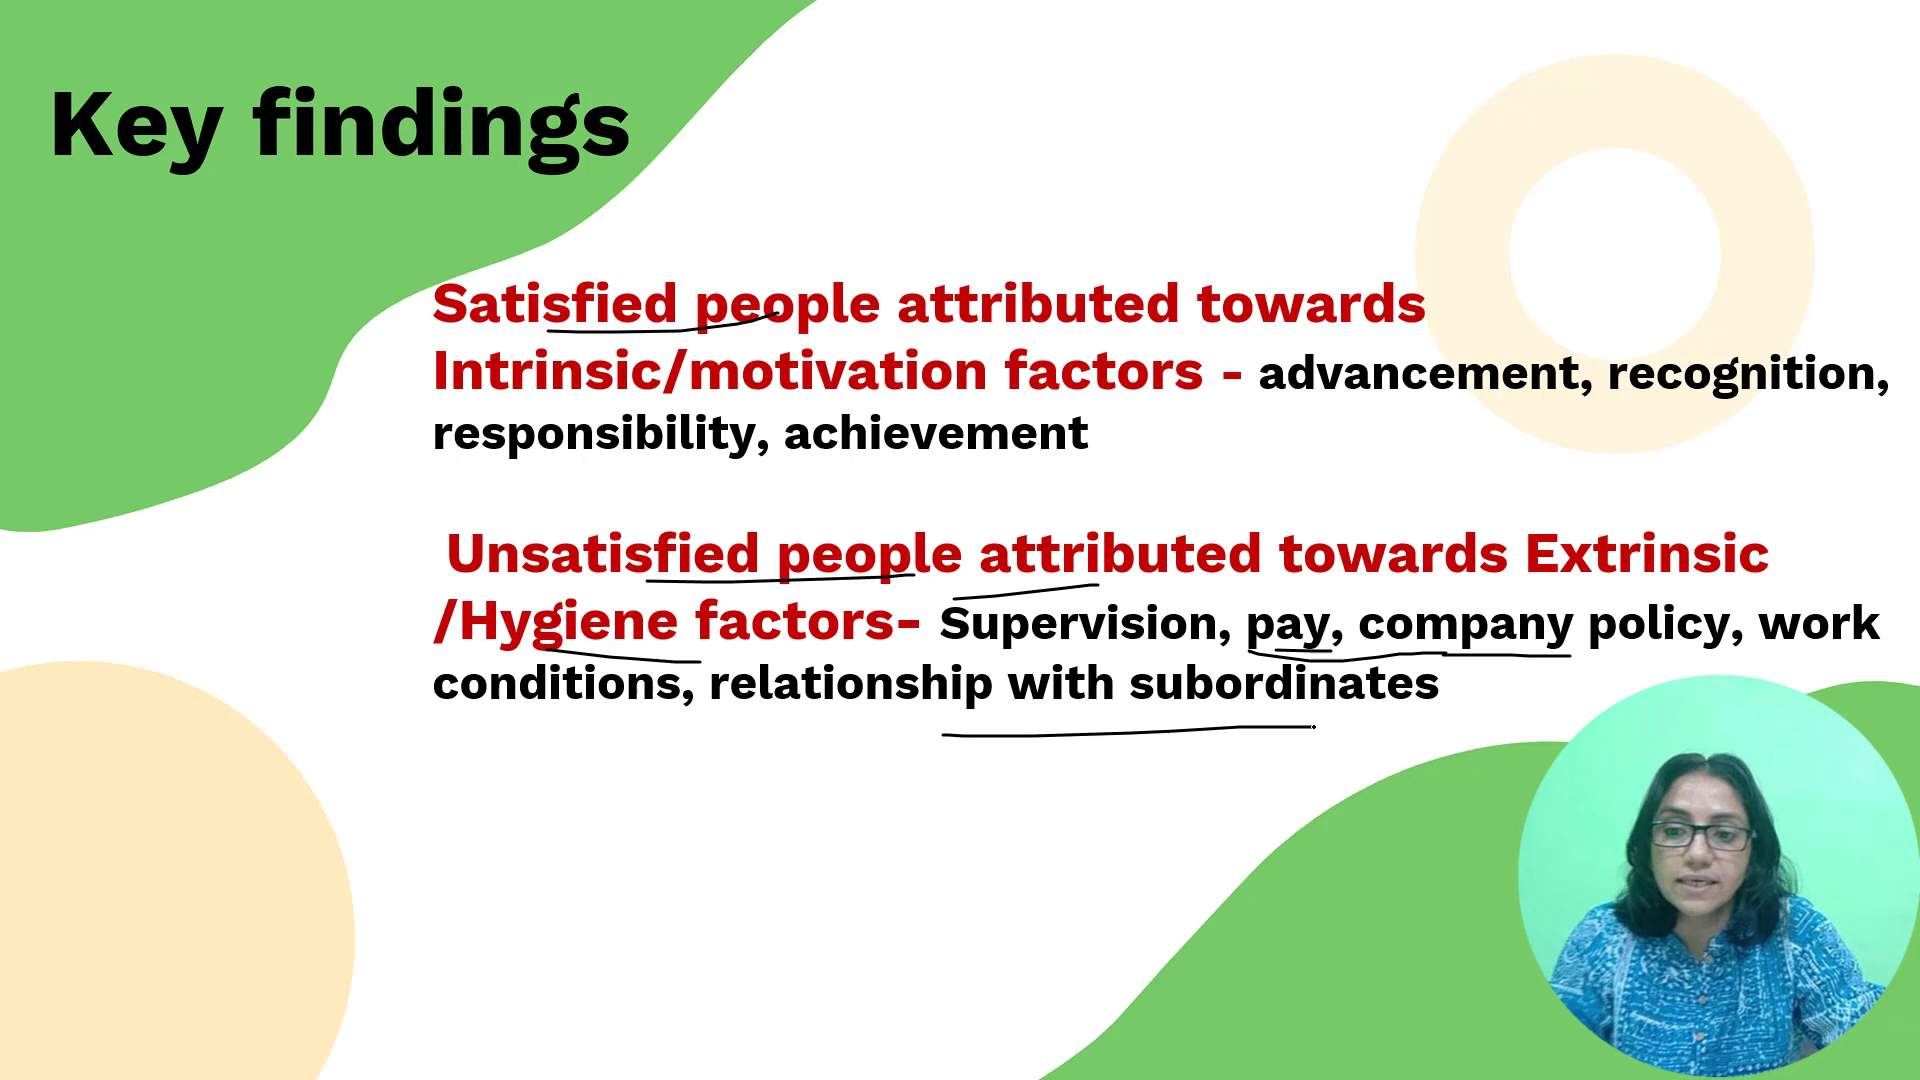 Key findings
Satisfied people attributed towards
Intrinsic/motivation factors - advancement, recognition,
responsibility, achievement
Unsatisfied people attributed towards Extrinsic
/Hygiene factors- Supervision, pay, company policy, work
conditions, relationship with subordinates